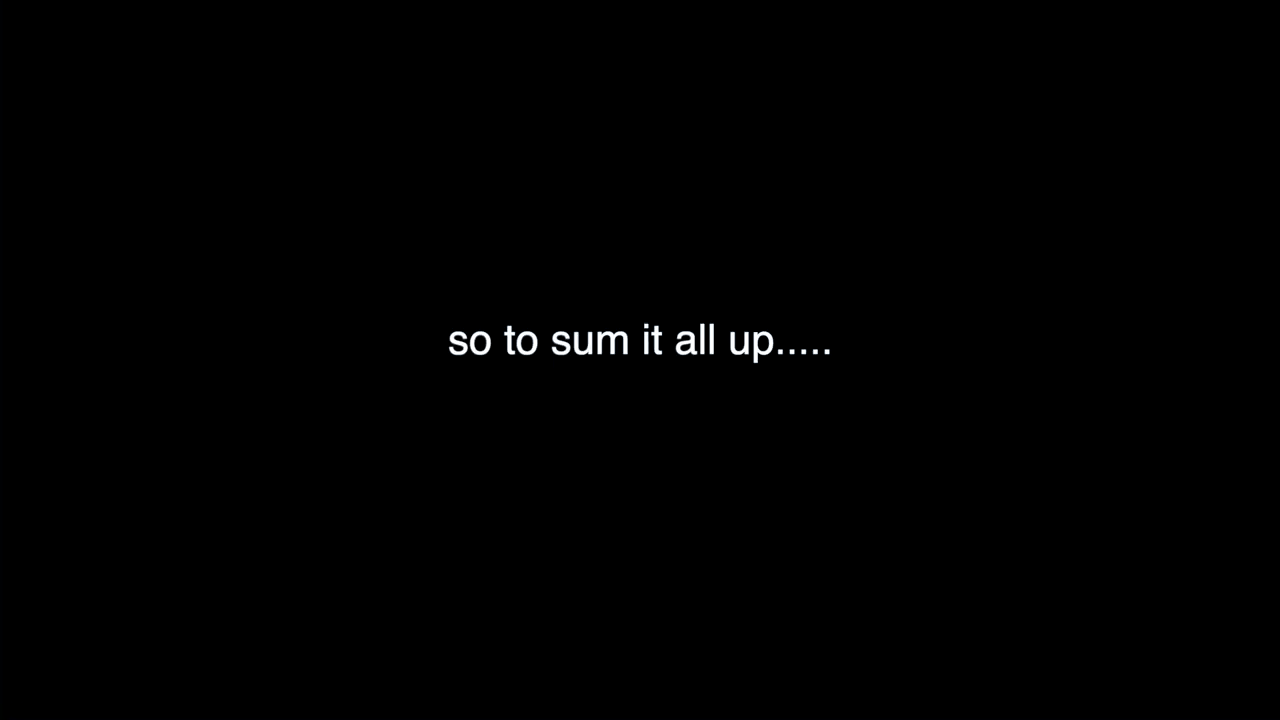 so to sum it all up.....